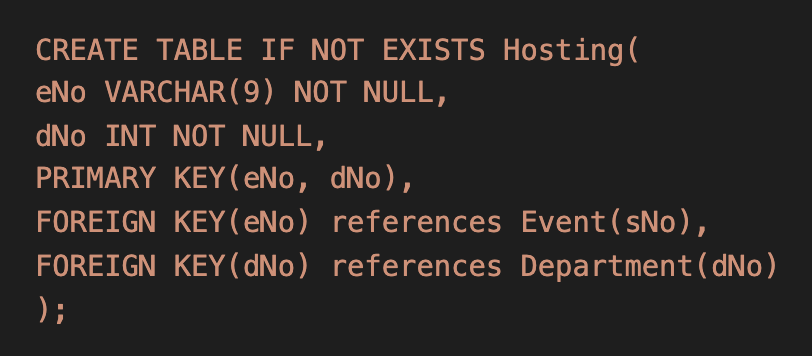 CREATE TABLE IF NOT EXISTS Hosting(
eNo VARCHAR(9) NOT NULL,
dNo INT NOT NULL,
PRIMARY KEY(eNo, dNo),
FOREIGN KEY(eNo) references Event(sNo),
FOREIGN KEY(dNo) references Department(dNo)
);